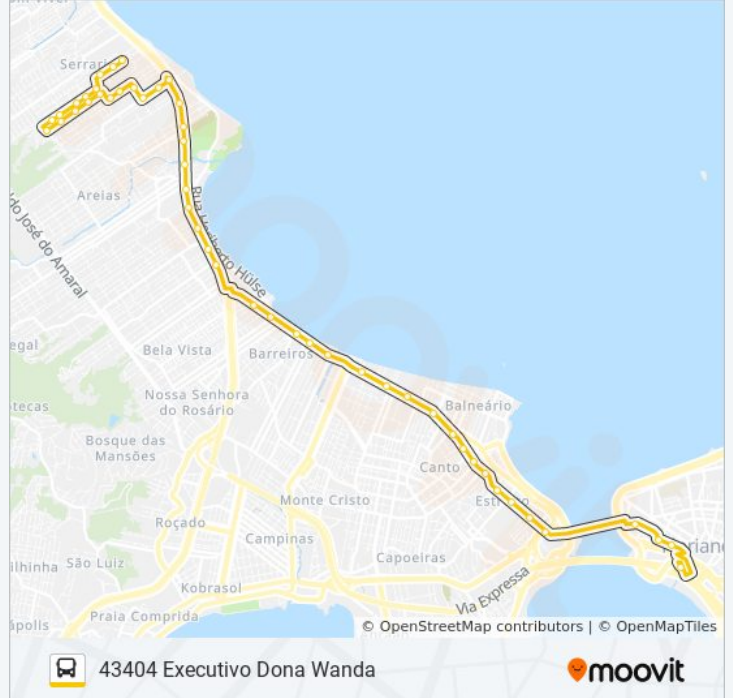 Serraria
Areias
Rua Heriberto Hülse
do José do Amaral
egal
Bela Vista
Barreiros
tecas
Nossa Senhora
do Rosário
Balneário
Bosque das
Mansões
Canto
Monte Cristo
Estreito
Roçado
Campinas
riano
Capoeiras
ilhinha
São Luiz
Kobrasol
Via Expressa
Praia Comprida
ápolis
© OpenStreetMap contributors | © OpenMapTiles
43404 Executivo Dona Wanda
moovit